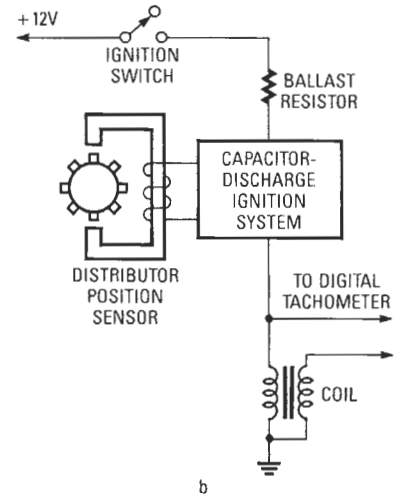 +12V
IGNITION
SWITCH
BALLAST
RESISTOR
CAPACITOR-
DISCHARGE
IGNITION
SYSTEM
DISTRIBUTOR
POSITION
SENSOR
TO DIGITAL
TACHOMETER
COIL
b